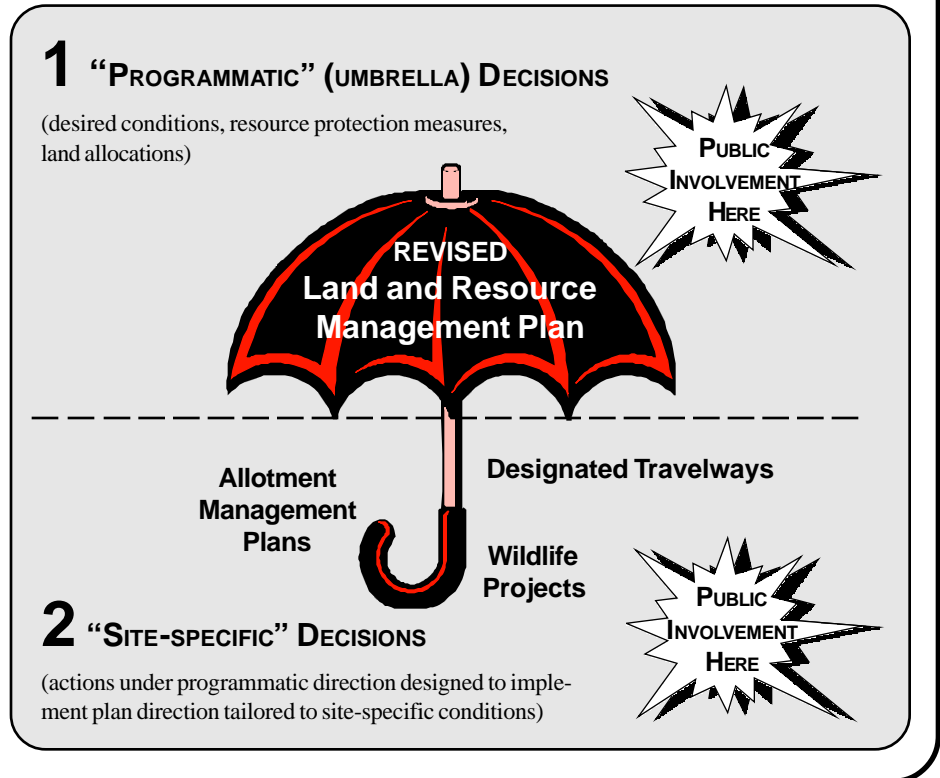 1 “PROGRAMMATIC” (UMBRELLA) DECISIONS
(desired conditions, resource protection measures,
land allocations)
PUBLIC
INVOLVEMENT
HERE
REVISED
Land and Resource
Management Plan
Allotment
Management
Plans
Designated Travelways
Wildlife
Projects
2 “SITE-SPECIFIC” DECISIONS
(actions under programmatic direction designed to imple-
ment plan direction tailored to site-specific conditions)
PUBLIC
INVOLVEMENT
HERE